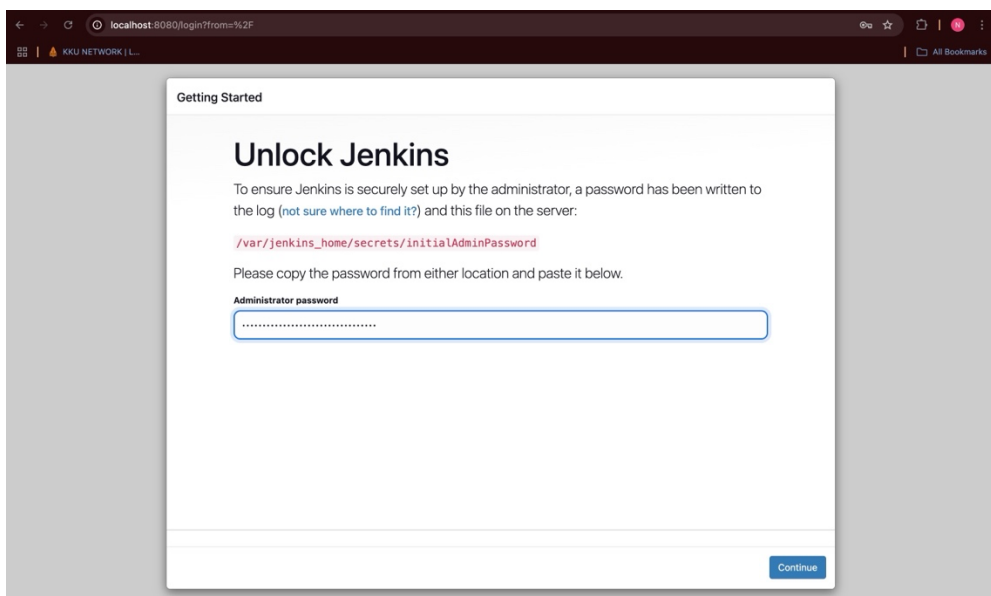 localhost:8080/login?from=%2F
N
KKU NETWORK | L...
All Bookmarks
Getting Started
Unlock Jenkins
To ensure Jenkins is securely set up by the administrator, a password has been written to
the log (not sure where to find it?) and this file on the server:
/var/jenkins_home/secrets/initialAdminPassword
Please copy the password from either location and paste it below.
Administrator password
................................
Continue